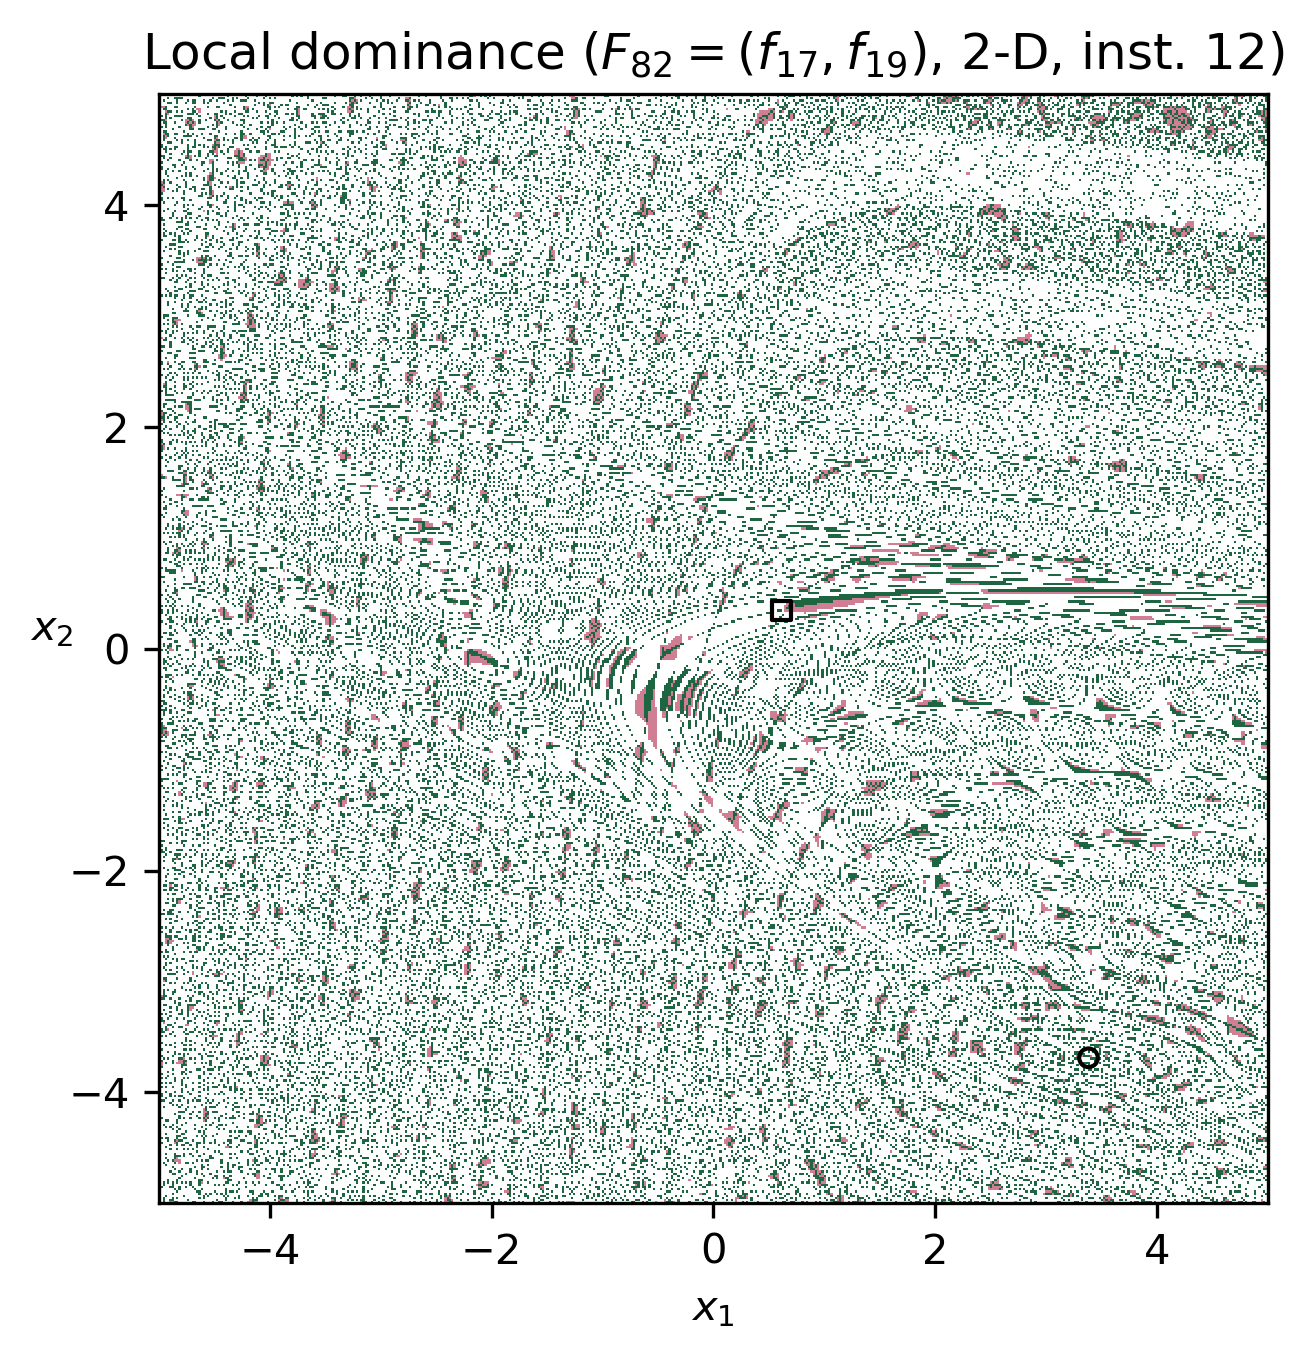 Local dominance (F₈₂ = (f₁₇, f₁₉), 2-D, inst. 12)
4
2
x₂
0
−2
−4
−4 −2 0 2 4
x₁